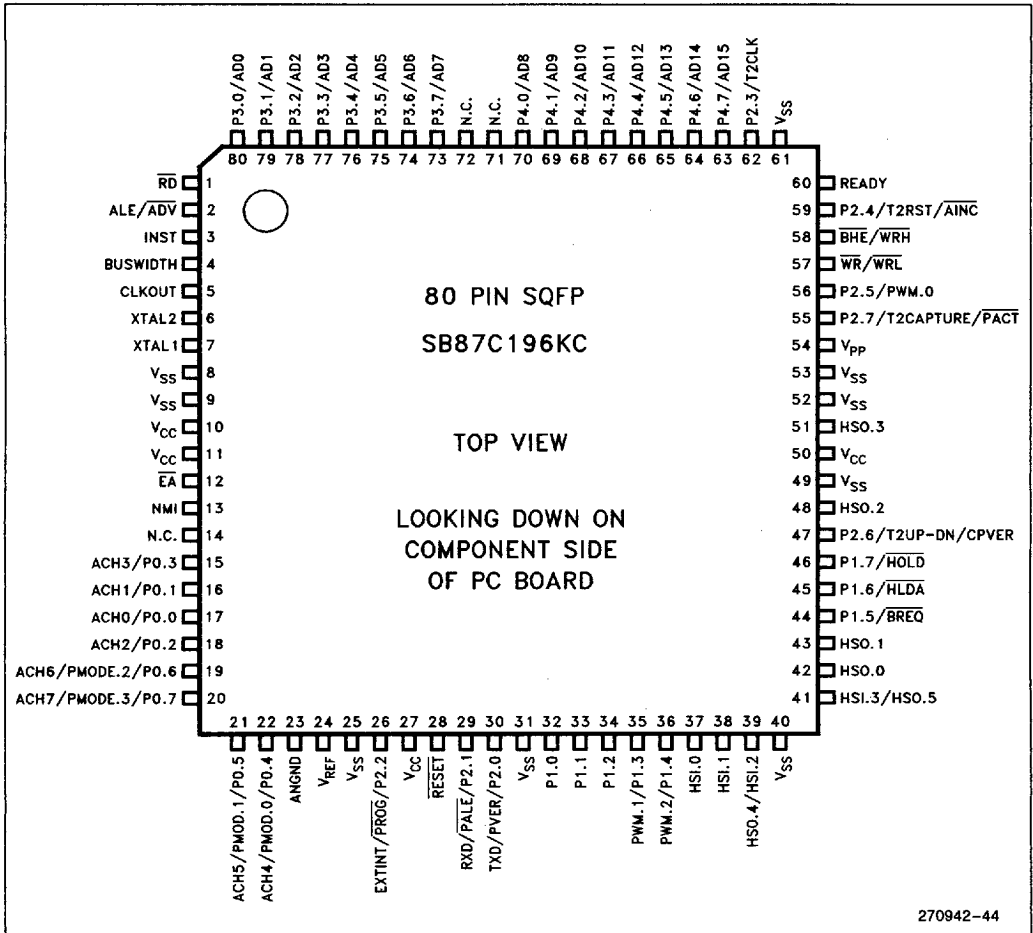 P3.0/AD0
P3.1/AD1
P3.2/AD2
P3.3/AD3
P3.4/AD4
P3.5/AD5
P3.6/AD6
P3.7/AD7
N.C.
N.C.
P4.0/AD8
P4.1/AD9
P4.2/AD10
P4.3/AD11
P4.4/AD12
P4.5/AD13
P4.6/AD14
P4.7/AD15
P2.3/T2CLK
VSS
80 79 78 77 76 75 74 73 72 71 70 69 68 67 66 65 64 63 62 61
RD 1
ALE/ADV 2
INST 3
BUSWIDTH 4
CLKOUT 5
XTAL2 6
XTAL1 7
VSS 8
VSS 9
VCC 10
VCC 11
EA 12
NMI 13
N.C. 14
ACH3/P0.3 15
ACH1/P0.1 16
ACH0/P0.0 17
ACH2/P0.2 18
ACH6/PMODE.2/P0.6 19
ACH7/PMODE.3/P0.7 20
80 PIN SQFP
SB87C196KC
TOP VIEW
LOOKING DOWN ON
COMPONENT SIDE
OF PC BOARD
60 READY
59 P2.4/T2RST/AINC
58 BHE/WRH
57 WR/WRL
56 P2.5/PWM.0
55 P2.7/T2CAPTURE/PACT
54 VPP
53 VSS
52 VSS
51 HSO.3
50 VCC
49 VSS
48 HSO.2
47 P2.6/T2UP-DN/CPVER
46 P1.7/HOLD
45 P1.6/HLDA
44 P1.5/BREQ
43 HSO.1
42 HSO.0
41 HSI.3/HSO.5
21 22 23 24 25 26 27 28 29 30 31 32 33 34 35 36 37 38 39 40
ACH5/PMOD.1/P0.5
ACH4/PMOD.0/P0.4
ANGND
VREF
VSS
EXTINT/PROG/P2.2
VCC
RESET
RXD/PALE/P2.1
TXD/PVER/P2.0
VSS
P1.0
P1.1
P1.2
PWM.1/P1.3
PWM.2/P1.4
HSI.0
HSI.1
HSO.4/HSI.2
VSS
270942-44